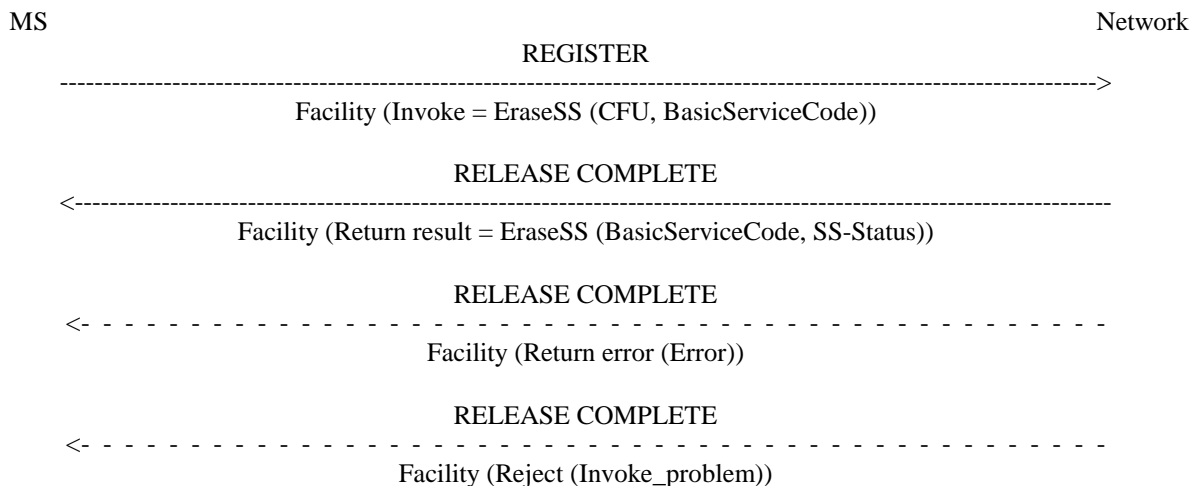 MS Network
REGISTER
------------------------------------------------------------------------------------------------------------------------>
Facility (Invoke = EraseSS (CFU, BasicServiceCode))
RELEASE COMPLETE
<------------------------------------------------------------------------------------------------------------------------
Facility (Return result = EraseSS (BasicServiceCode, SS-Status))
RELEASE COMPLETE
<- - - - - - - - - - - - - - - - - - - - - - - - - - - - - - - - - - - - - - - - - - - - - - -
Facility (Return error (Error))
RELEASE COMPLETE
<- - - - - - - - - - - - - - - - - - - - - - - - - - - - - - - - - - - - - - - - - - - - - - -
Facility (Reject (Invoke_problem))